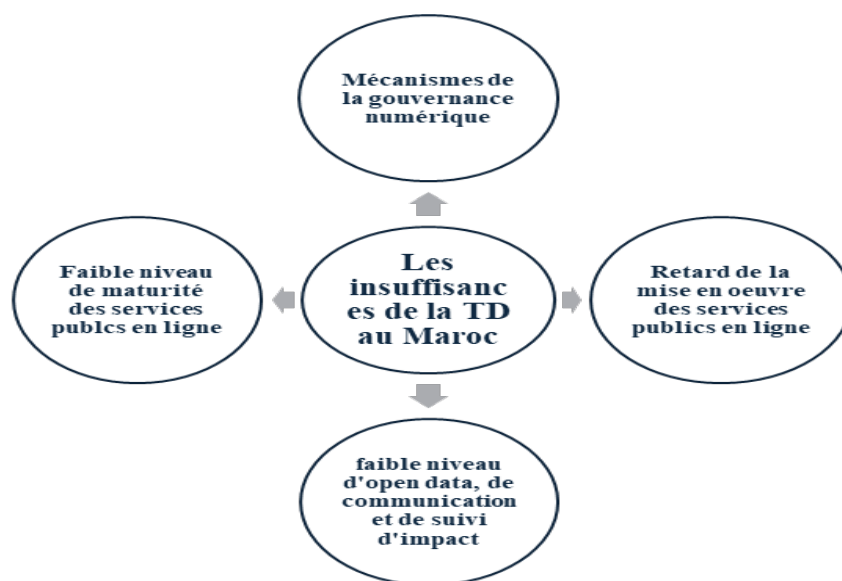 Mécanismes de
la gouvernance
numérique
Faible niveau
de maturité
des services
publcs en ligne
Les
insuffisanc
es de la TD
au Maroc
Retard de la
mise en oeuvre
des services
publics en ligne
faible niveau
d'open data, de
communication
et de suivi
d'impact